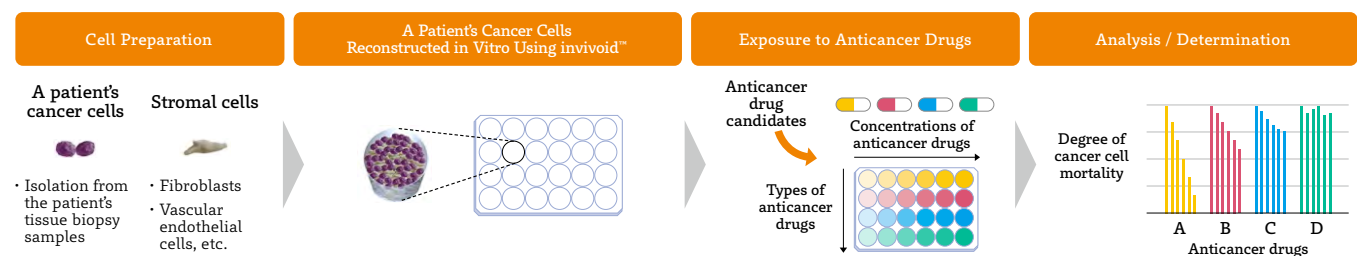 Cell Preparation
A Patient's Cancer Cells
Reconstructed in Vitro Using invivoid™
Exposure to Anticancer Drugs
Analysis / Determination
A patient's
cancer cells
Stromal cells
· Isolation from
the patient's
tissue biopsy
samples
· Fibroblasts
· Vascular
endothelial
cells, etc.
Anticancer
drug
candidates
Concentrations of
anticancer drugs
Types of
anticancer
drugs
Degree of
cancer cell
mortality
A B C D
Anticancer drugs